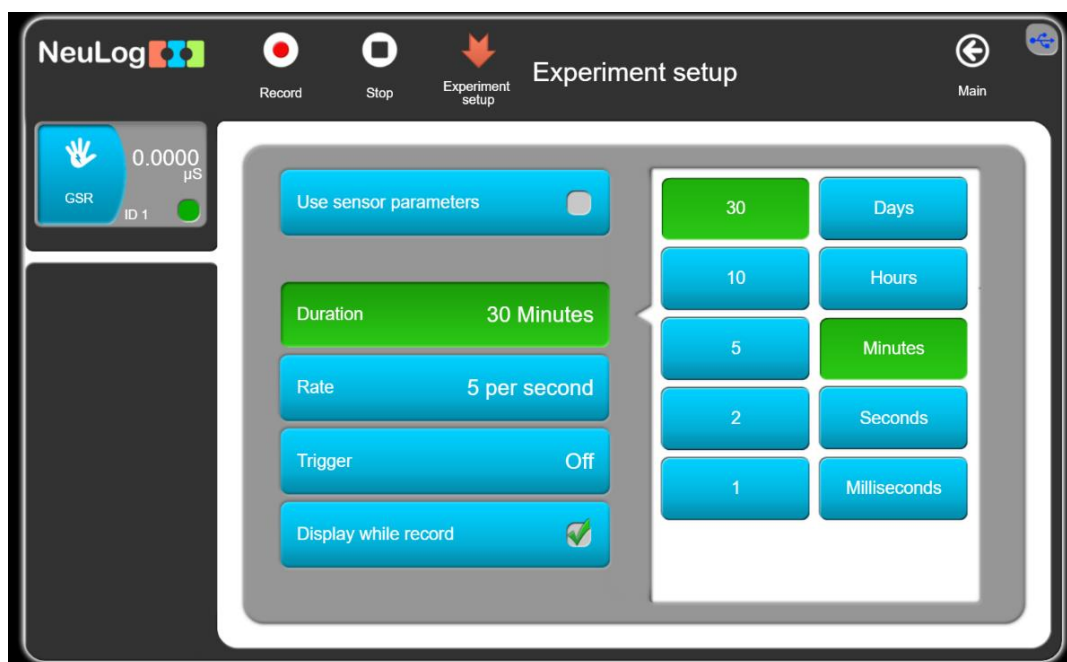 NeuLog
Record
Stop
Experiment
setup
Experiment setup
Main
GSR
0.0000
µS
ID 1
Use sensor parameters
Duration 30 Minutes
Rate 5 per second
Trigger Off
Display while record
30 Days
10 Hours
5 Minutes
2 Seconds
1 Milliseconds